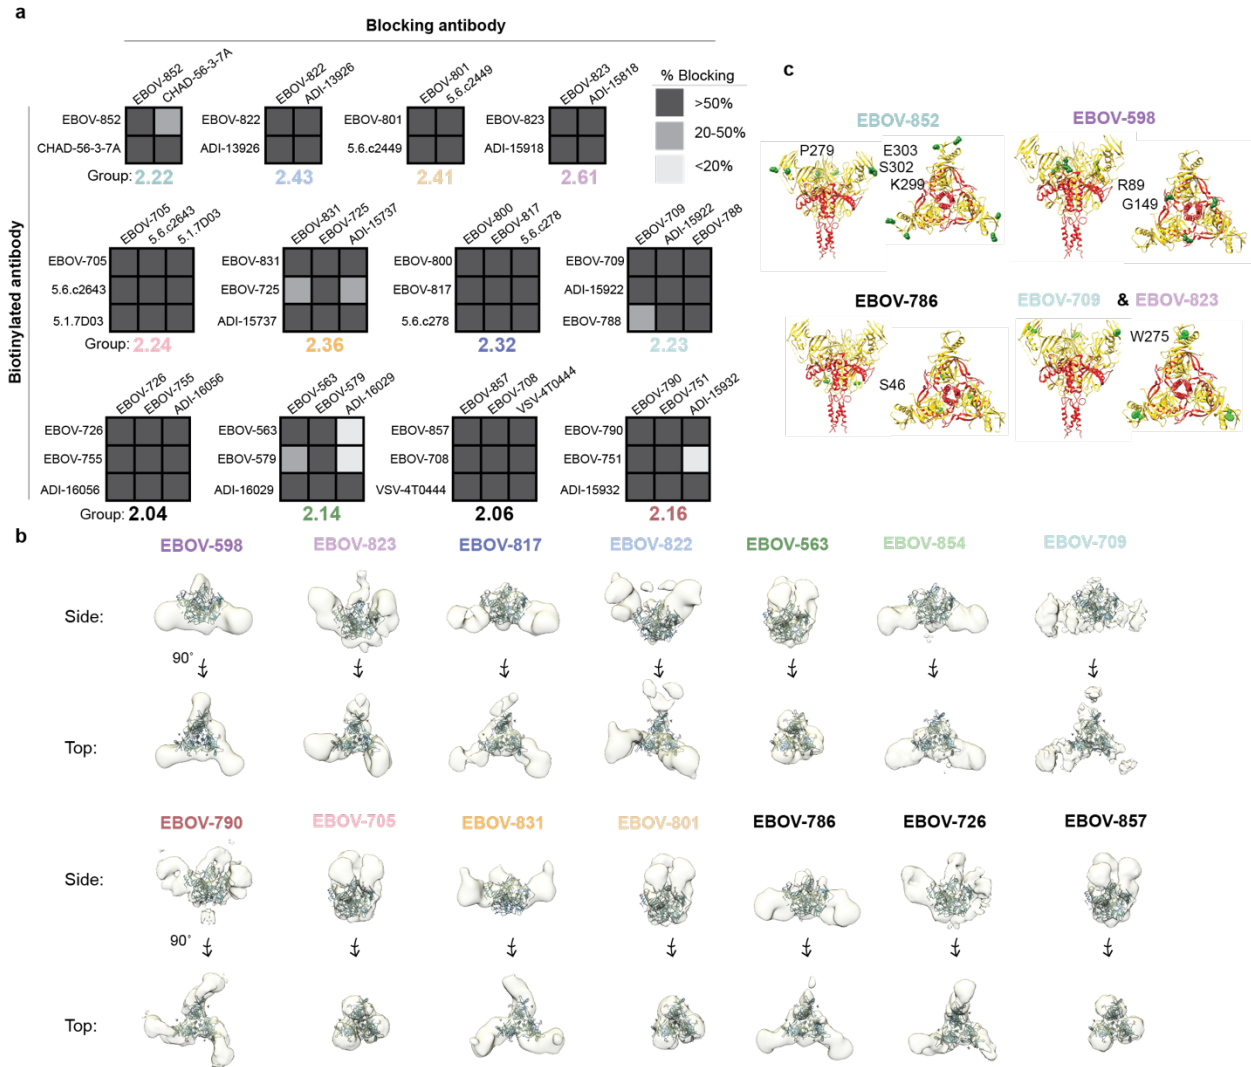 a
Blocking antibody
Biotinylated antibody
EBOV-852 CHAD-56-3-7A
EBOV-852
CHAD-56-3-7A
Group: 2.22
EBOV-822 ADI-13926
EBOV-822
ADI-13926
2.43
EBOV-801 5.6.c2449
EBOV-801
5.6.c2449
2.41
EBOV-823 ADI-15818
EBOV-823
ADI-15918
2.61
% Blocking
>50%
20-50%
<20%
EBOV-705 5.6.c2643 5.1.7D03
EBOV-705
5.6.c2643
5.1.7D03
Group: 2.24
EBOV-831 EBOV-725 ADI-15737
EBOV-831
EBOV-725
ADI-15737
2.36
EBOV-800 EBOV-817 5.6.c278
EBOV-800
EBOV-817
5.6.c278
2.32
EBOV-709 ADI-15922 EBOV-788
EBOV-709
ADI-15922
EBOV-788
2.23
EBOV-726 EBOV-755 ADI-16056
EBOV-726
EBOV-755
ADI-16056
Group: 2.04
EBOV-563 EBOV-579 ADI-16029
EBOV-563
EBOV-579
ADI-16029
2.14
EBOV-857 EBOV-708 VSV-4T0444
EBOV-857
EBOV-708
VSV-4T0444
2.06
EBOV-790 EBOV-751 ADI-15932
EBOV-790
EBOV-751
ADI-15932
2.16
c
EBOV-852
P279
E303
S302
K299
EBOV-598
R89
G149
EBOV-786
S46
EBOV-709 & EBOV-823
W275
b
EBOV-598 EBOV-823 EBOV-817 EBOV-822 EBOV-563 EBOV-854 EBOV-709
Side:
90°
Top:
EBOV-790 EBOV-705 EBOV-831 EBOV-801 EBOV-786 EBOV-726 EBOV-857
Side:
90°
Top: